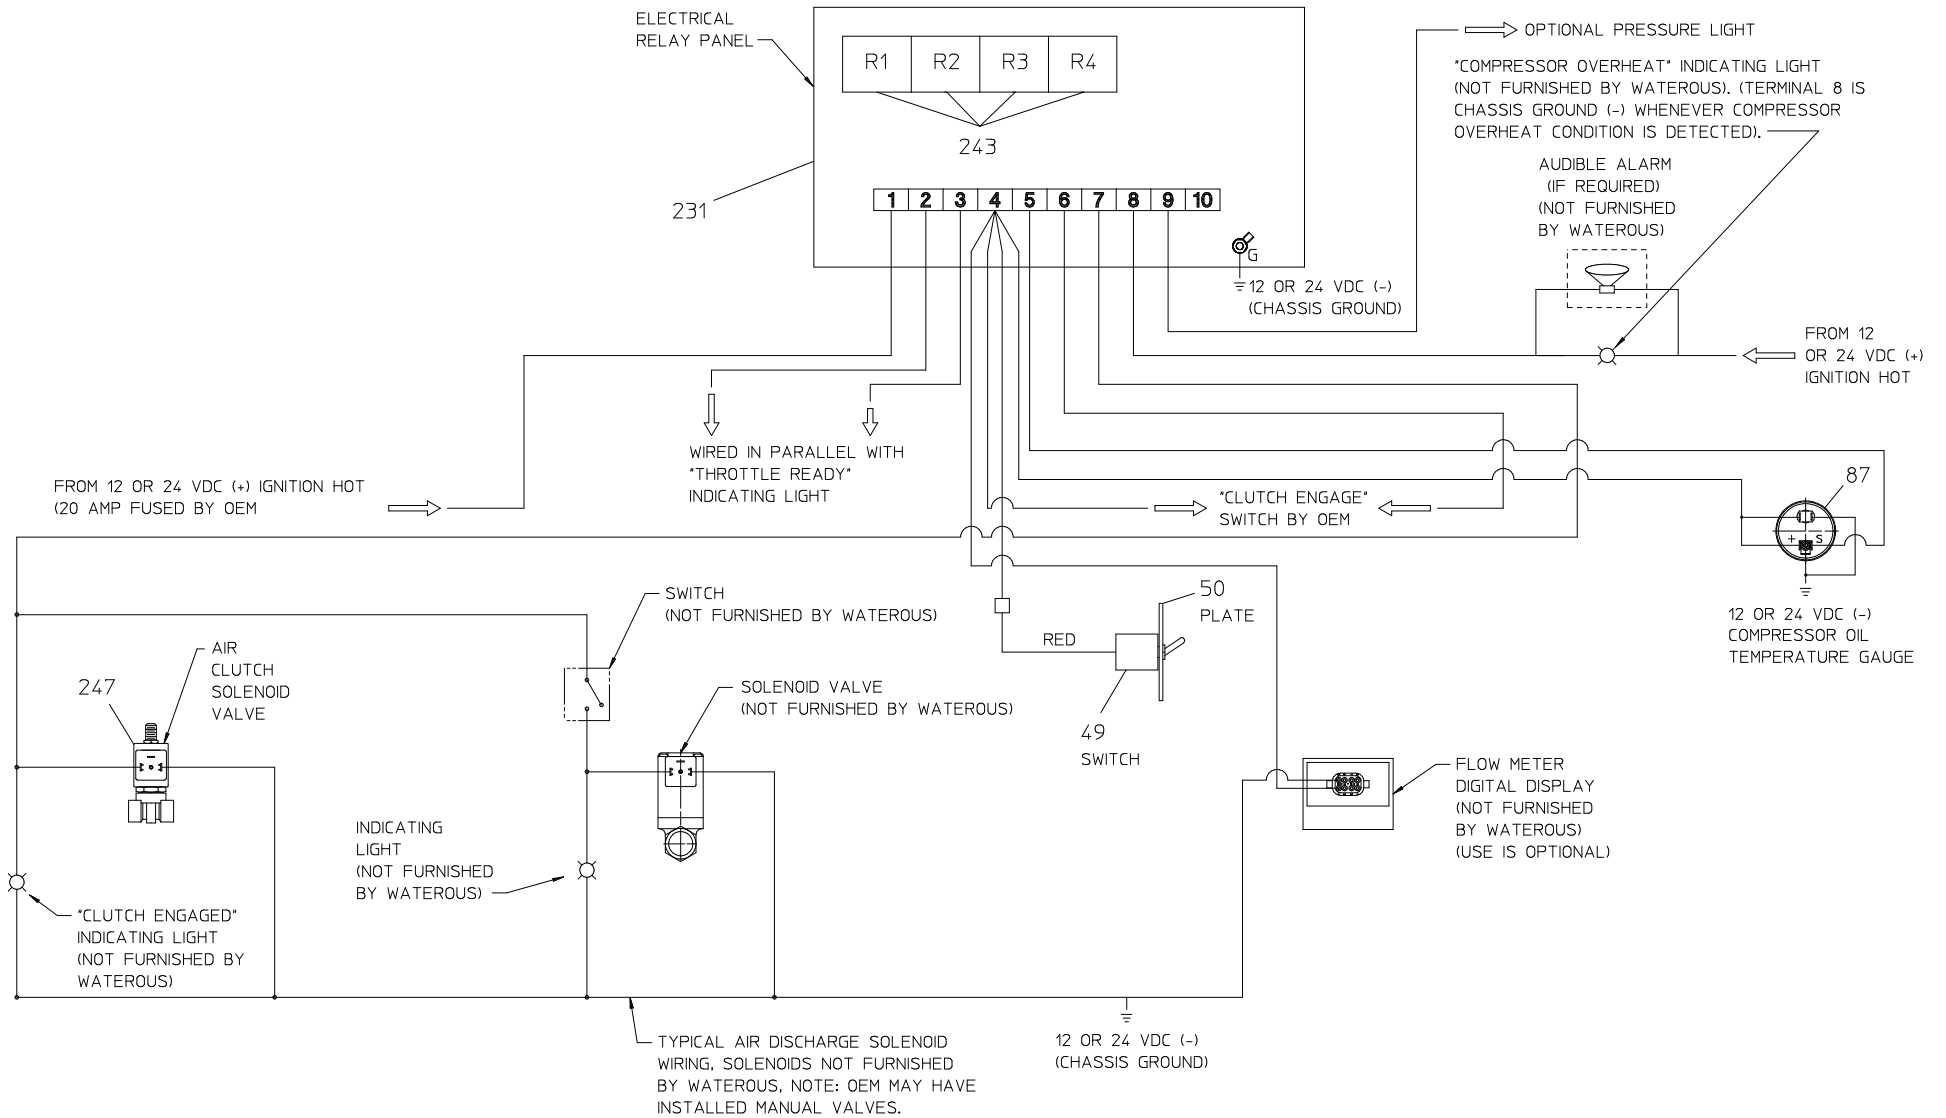 ELECTRICAL
RELAY PANEL
R1 R2 R3 R4
243
231
1 2 3 4 5 6 7 8 9 10
G
12 OR 24 VDC (-)
(CHASSIS GROUND)
OPTIONAL PRESSURE LIGHT
"COMPRESSOR OVERHEAT" INDICATING LIGHT
(NOT FURNISHED BY WATEROUS). (TERMINAL 8 IS
CHASSIS GROUND (-) WHENEVER COMPRESSOR
OVERHEAT CONDITION IS DETECTED).
AUDIBLE ALARM
(IF REQUIRED)
(NOT FURNISHED
BY WATEROUS)
FROM 12
OR 24 VDC (+)
IGNITION HOT
WIRED IN PARALLEL WITH
"THROTTLE READY"
INDICATING LIGHT
FROM 12 OR 24 VDC (+) IGNITION HOT
(20 AMP FUSED BY OEM
"CLUTCH ENGAGE"
SWITCH BY OEM
87
+ S
12 OR 24 VDC (-)
COMPRESSOR OIL
TEMPERATURE GAUGE
SWITCH
(NOT FURNISHED BY WATEROUS)
50
PLATE
RED
49
SWITCH
AIR
CLUTCH
SOLENOID
VALVE
247
SOLENOID VALVE
(NOT FURNISHED BY WATEROUS)
FLOW METER
DIGITAL DISPLAY
(NOT FURNISHED
BY WATEROUS)
(USE IS OPTIONAL)
INDICATING
LIGHT
(NOT FURNISHED
BY WATEROUS)
"CLUTCH ENGAGED"
INDICATING LIGHT
(NOT FURNISHED BY
WATEROUS)
TYPICAL AIR DISCHARGE SOLENOID
WIRING, SOLENOIDS NOT FURNISHED
BY WATEROUS, NOTE: OEM MAY HAVE
INSTALLED MANUAL VALVES.
12 OR 24 VDC (-)
(CHASSIS GROUND)